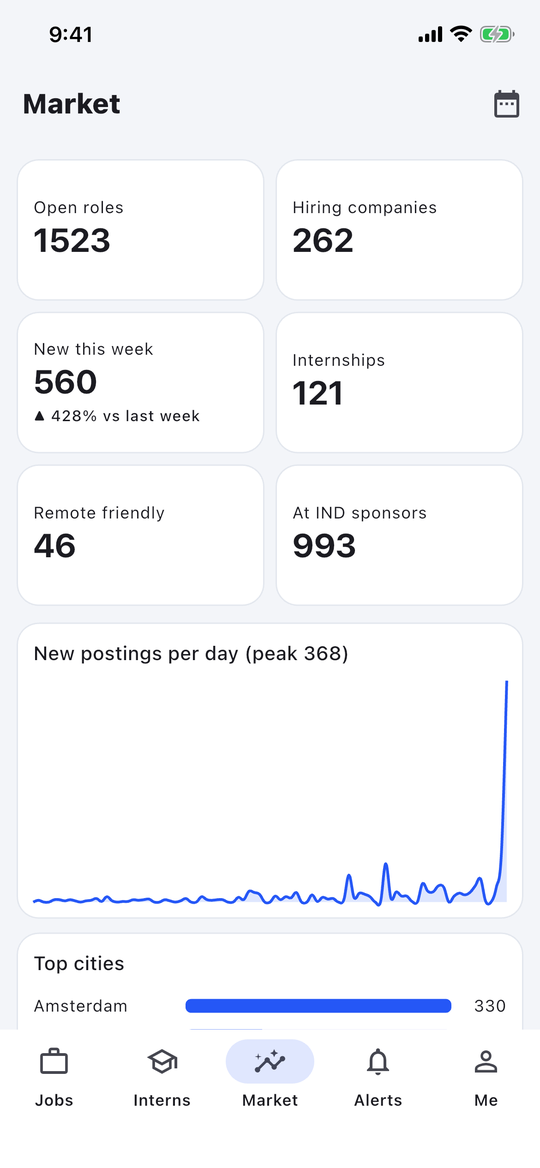 9:41
Market
Open roles
1523
Hiring companies
262
New this week
560
▲ 428% vs last week
Internships
121
Remote friendly
46
At IND sponsors
993
New postings per day (peak 368)
Top cities
Amsterdam 330
Jobs
Interns
Market
Alerts
Me